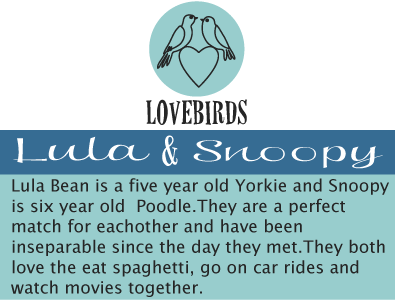 LOVEBIRDS
Lula & Snoopy
Lula Bean is a five year old Yorkie and Snoopy
is six year old  Poodle.They are a perfect
match for eachother and have been
inseparable since the day they met.They both
love the eat spaghetti, go on car rides and
watch movies together.